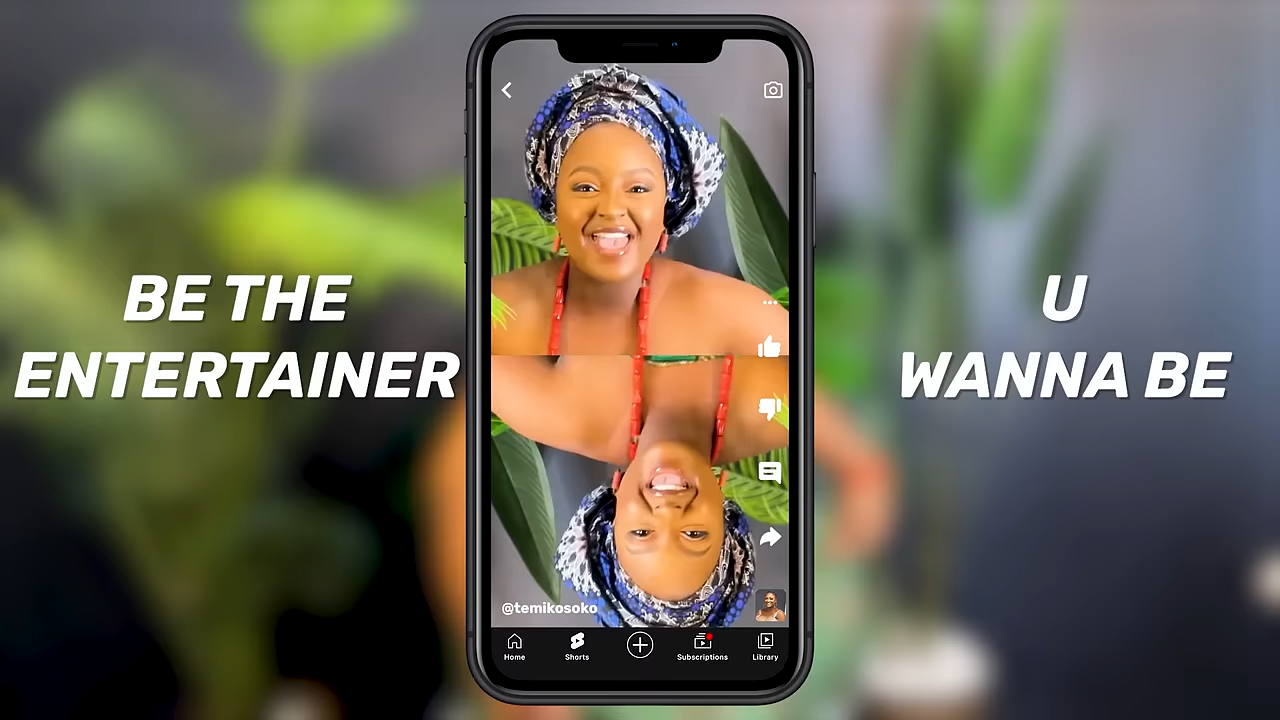 BE THE
ENTERTAINER
U
WANNA BE
@temikosoko
Home
Shorts
Subscriptions
Library